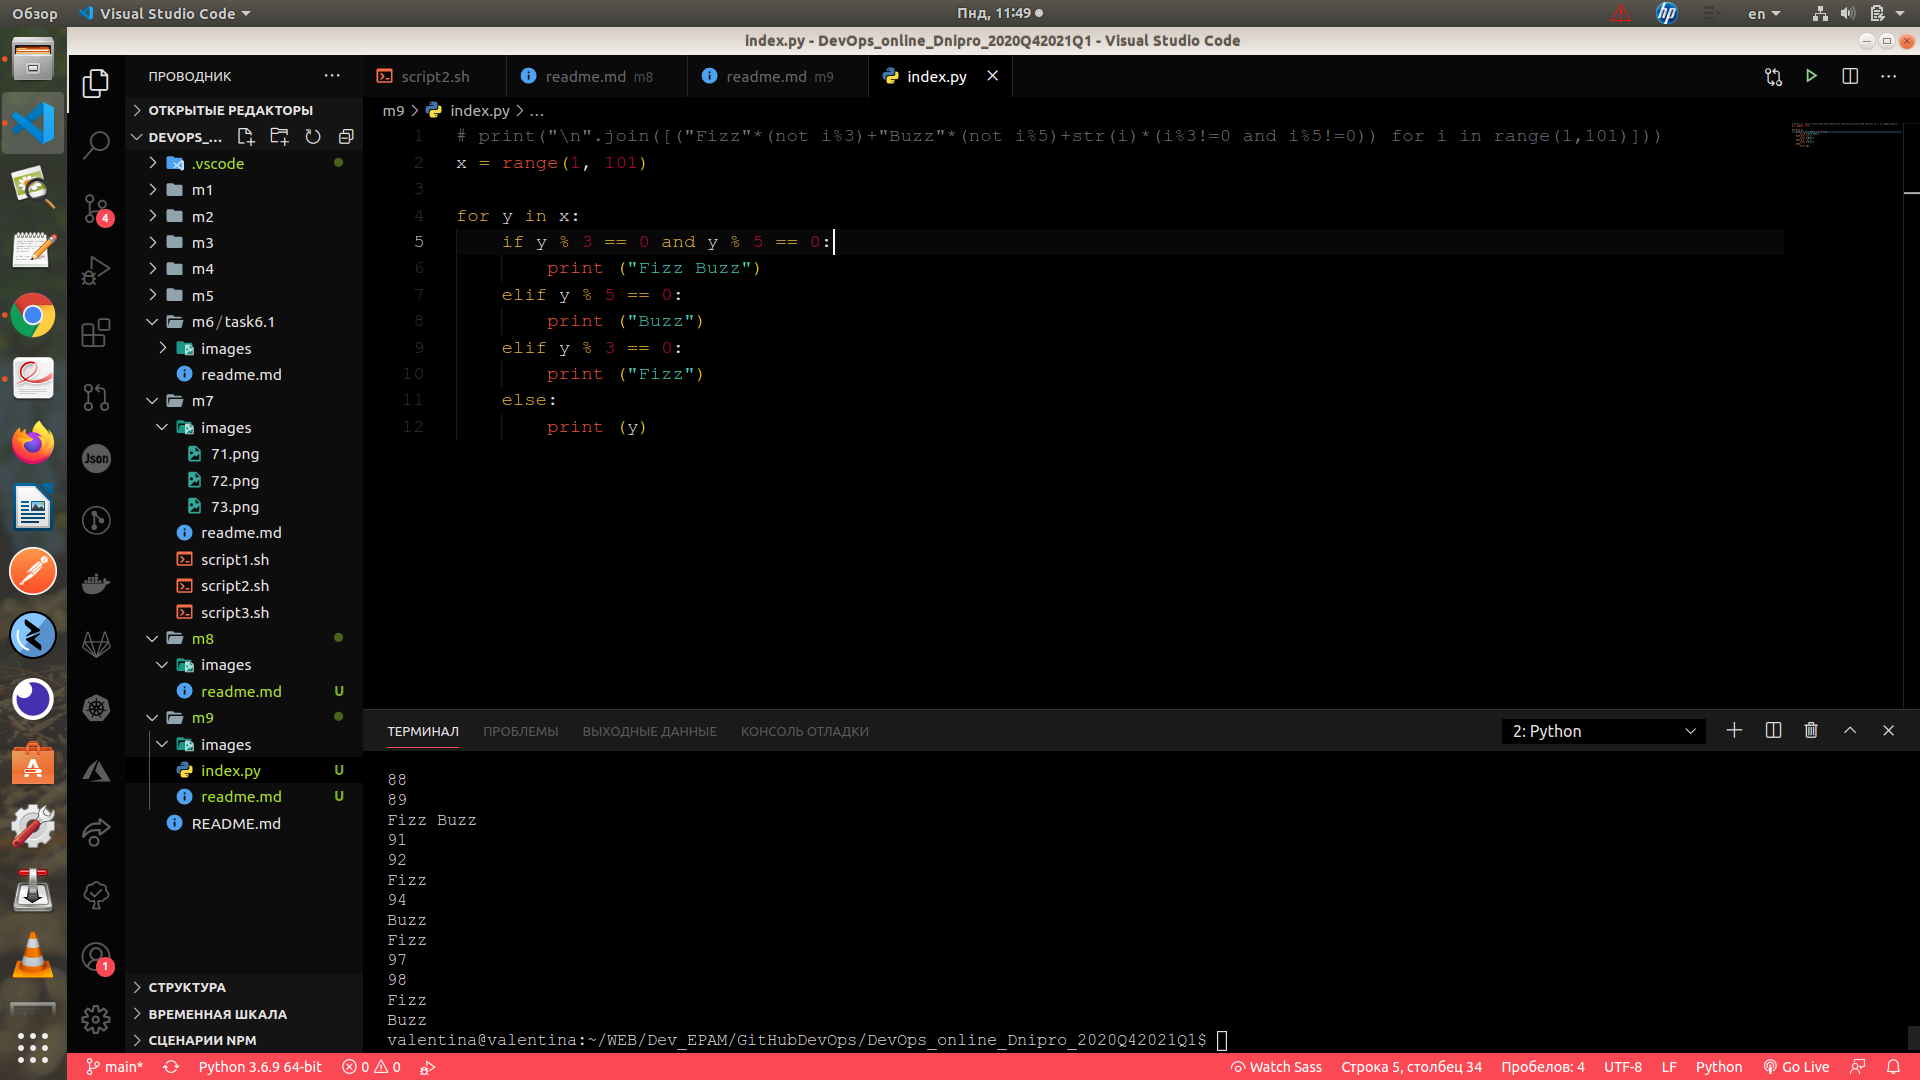 Обзор
Visual Studio Code
Пнд, 11:49
hp
en
index.py - DevOps_online_Dnipro_2020Q42021Q1 - Visual Studio Code
ПРОВОДНИК
script2.sh
readme.md m8
readme.md m9
index.py
ОТКРЫТЫЕ РЕДАКТОРЫ
DEVOPS_...
.vscode
m1
m2
m3
m4
m5
m6/task6.1
images
readme.md
m7
images
71.png
72.png
73.png
readme.md
script1.sh
script2.sh
script3.sh
m8
images
readme.md U
m9
images
index.py U
readme.md U
README.md
СТРУКТУРА
ВРЕМЕННАЯ ШКАЛА
СЦЕНАРИИ NPM
4
Json
1
m9 > index.py > ...
1 # print("\n".join([("Fizz"*(not i%3)+"Buzz"*(not i%5)+str(i)*(i%3!=0 and i%5!=0)) for i in range(1,101)]))
2 x = range(1, 101)
3
4 for y in x:
5 if y % 3 == 0 and y % 5 == 0:
6 print ("Fizz Buzz")
7 elif y % 5 == 0:
8 print ("Buzz")
9 elif y % 3 == 0:
10 print ("Fizz")
11 else:
12 print (y)
ТЕРМИНАЛ ПРОБЛЕМЫ ВЫХОДНЫЕ ДАННЫЕ КОНСОЛЬ ОТЛАДКИ
2: Python
88
89
Fizz Buzz
91
92
Fizz
94
Buzz
Fizz
97
98
Fizz
Buzz
valentina@valentina:~/WEB/Dev_EPAM/GitHubDevOps/DevOps_online_Dnipro_2020Q42021Q1$
main* Python 3.6.9 64-bit 0 0 Watch Sass Строка 5, столбец 34 Пробелов: 4 UTF-8 LF Python Go Live